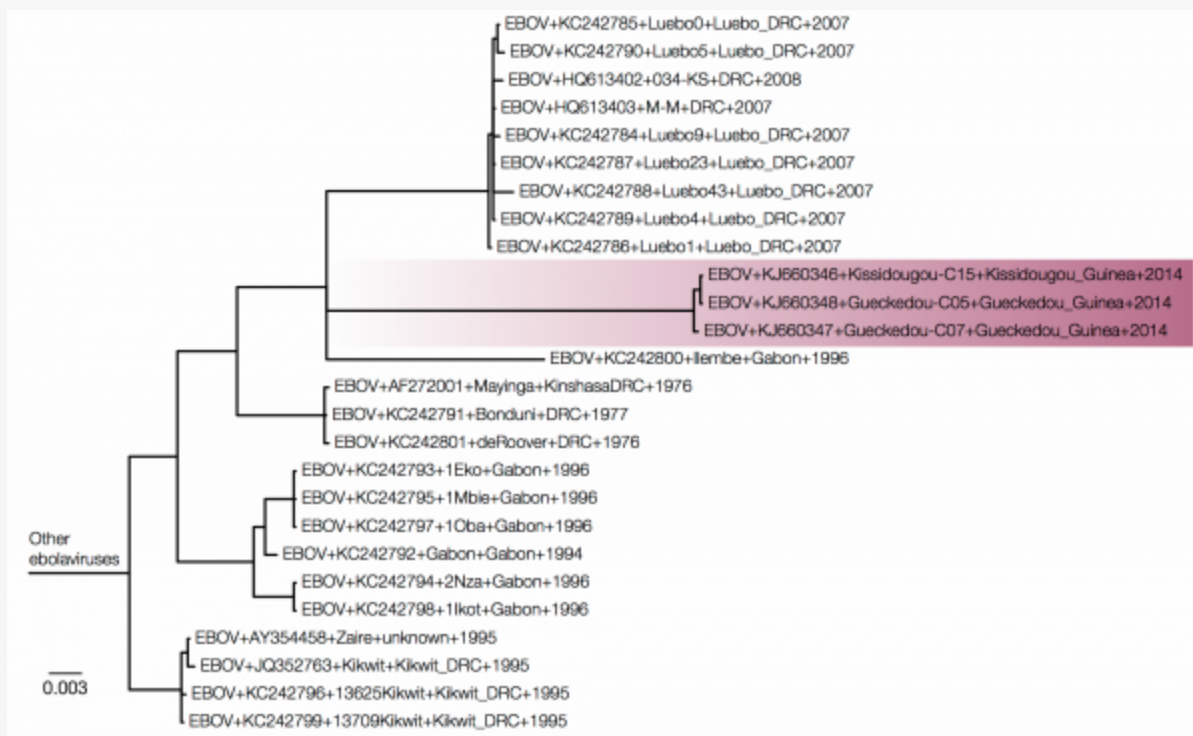 EBOV+KC242785+Luebo0+Luebo_DRC+2007
EBOV+KC242790+Luebo5+Luebo_DRC+2007
EBOV+HQ613402+034-KS+DRC+2008
EBOV+HQ613403+M-M+DRC+2007
EBOV+KC242784+Luebo9+Luebo_DRC+2007
EBOV+KC242787+Luebo23+Luebo_DRC+2007
EBOV+KC242788+Luebo43+Luebo_DRC+2007
EBOV+KC242789+Luebo4+Luebo_DRC+2007
EBOV+KC242786+Luebo1+Luebo_DRC+2007
EBOV+KJ660346+Kissidougou-C15+Kissidougou_Guinea+2014
EBOV+KJ660348+Gueckedou-C05+Gueckedou_Guinea+2014
EBOV+KJ660347+Gueckedou-C07+Gueckedou_Guinea+2014
EBOV+KC242800+Ilembe+Gabon+1996
EBOV+AF272001+Mayinga+KinshasaDRC+1976
EBOV+KC242791+Bonduni+DRC+1977
EBOV+KC242801+deRoover+DRC+1976
EBOV+KC242793+1Eko+Gabon+1996
EBOV+KC242795+1Mbie+Gabon+1996
EBOV+KC242797+1Oba+Gabon+1996
EBOV+KC242792+Gabon+Gabon+1994
EBOV+KC242794+2Nza+Gabon+1996
EBOV+KC242798+1Ikot+Gabon+1996
EBOV+AY354458+Zaire+unknown+1995
EBOV+JQ352763+Kikwit+Kikwit_DRC+1995
EBOV+KC242796+13625Kikwit+Kikwit_DRC+1995
EBOV+KC242799+13709Kikwit+Kikwit_DRC+1995
Other
ebolaviruses
0.003